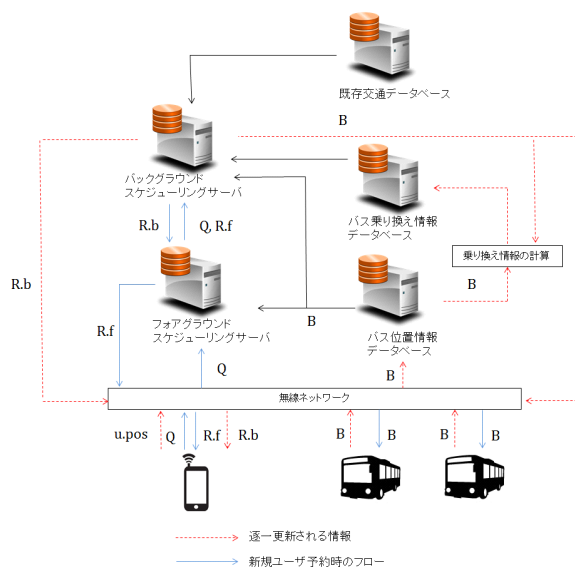 既存交通データベース
B
バックグラウンド
スケジューリングサーバ
バス乗り換え情報
データベース
R.b
Q, R.f
乗り換え情報の計算
R.b
B
R.f
フォアグラウンド
スケジューリングサーバ
B
バス位置情報
データベース
Q
B
無線ネットワーク
u.pos
Q
R.f
R.b
B
B
B
B
逐一更新される情報
新規ユーザ予約時のフロー